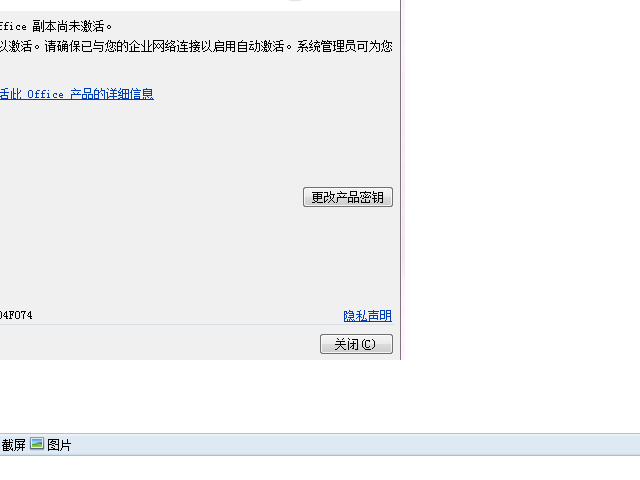 ffice 副本尚未激活。
以激活。请确保已与您的企业网络连接以启用自动激活。系统管理员可为您
活此 Office 产品的详细信息
更改产品密钥
04F074
隐私声明
关闭(C)
截屏 图片